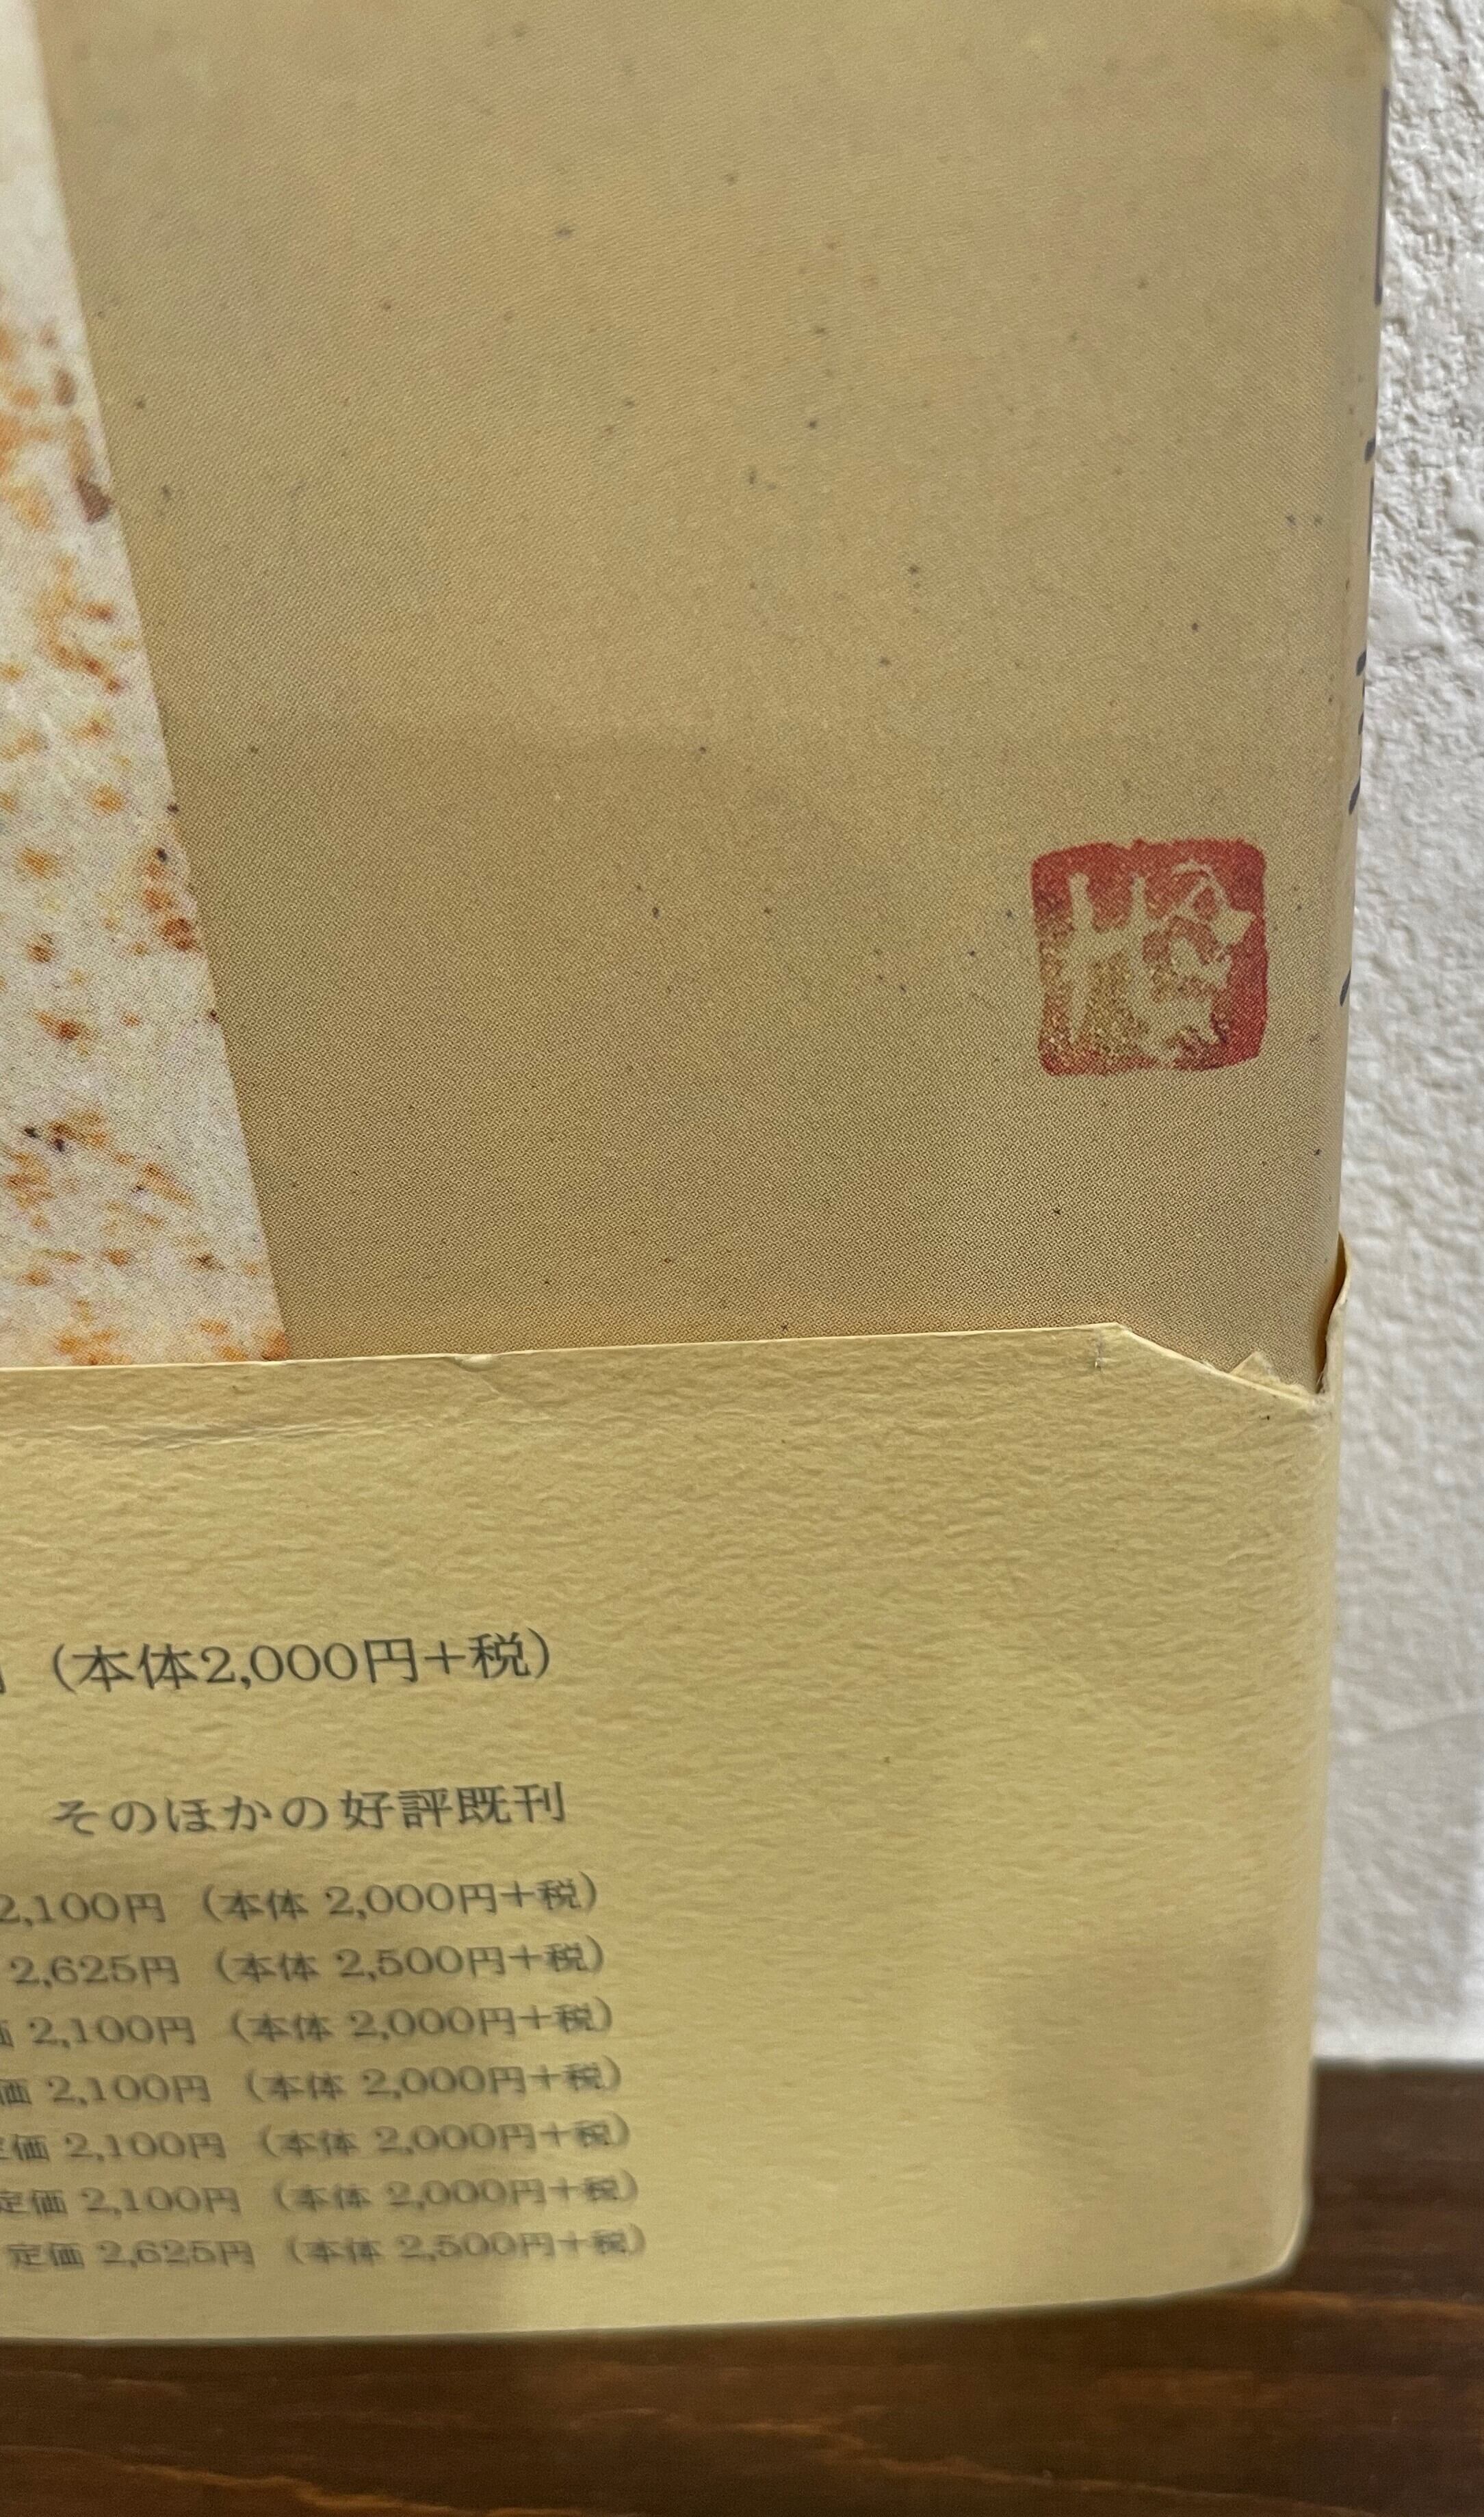 （本体2,000円＋税）
そのほかの好評既刊
2,100円（本体 2,000円＋税）
2,625円（本体 2,500円＋税）
2,100円（本体 2,000円＋税）
価 2,100円（本体 2,000円＋税）
定価 2,100円（本体 2,000円＋税）
定価 2,100円（本体 2,000円＋税）
定価 2,625円（本体 2,500円＋税）